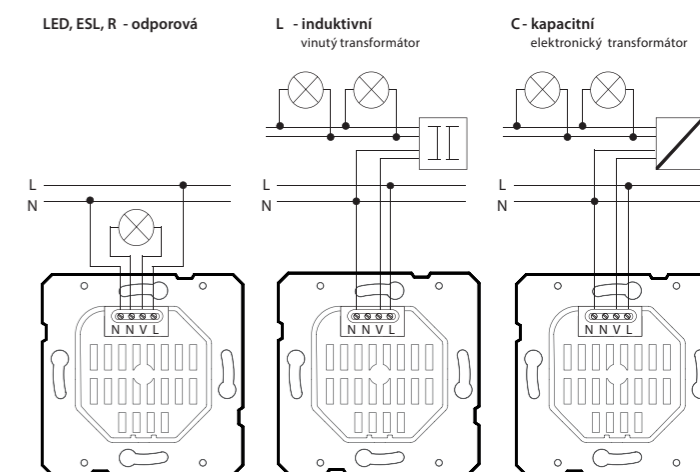 LED, ESL, R - odporová
L - induktivní
vinutý transformátor
C - kapacitní
elektronický transformátor
L
N
L
N
L
N
N N V L
N N V L
N N V L